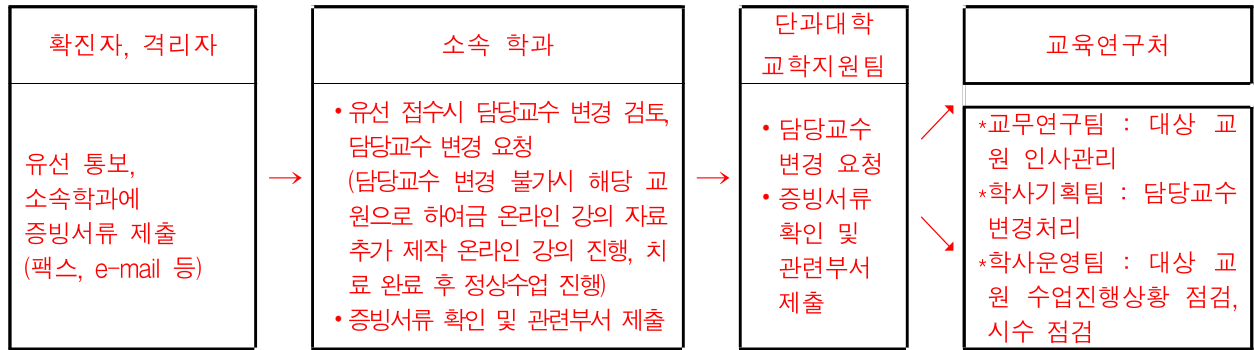 확진자, 격리자
유선 통보,
소속학과에
증빙서류 제출
(팩스, e-mail 등)
→
소속 학과
• 유선 접수시 담당교수 변경 검토,
담당교수 변경 요청
(담당교수 변경 불가시 해당 교
원으로 하여금 온라인 강의 자료
추가 제작 온라인 강의 진행, 치
료 완료 후 정상수업 진행)
• 증빙서류 확인 및 관련부서 제출
→
단과대학
교학지원팀
• 담당교수
변경 요청
• 증빙서류
확인 및
관련부서
제출
교육연구처
*교무연구팀 : 대상 교
원 인사관리
*학사기획팀 : 담당교수
변경처리
*학사운영팀 : 대상 교
원 수업진행상황 점검,
시수 점검